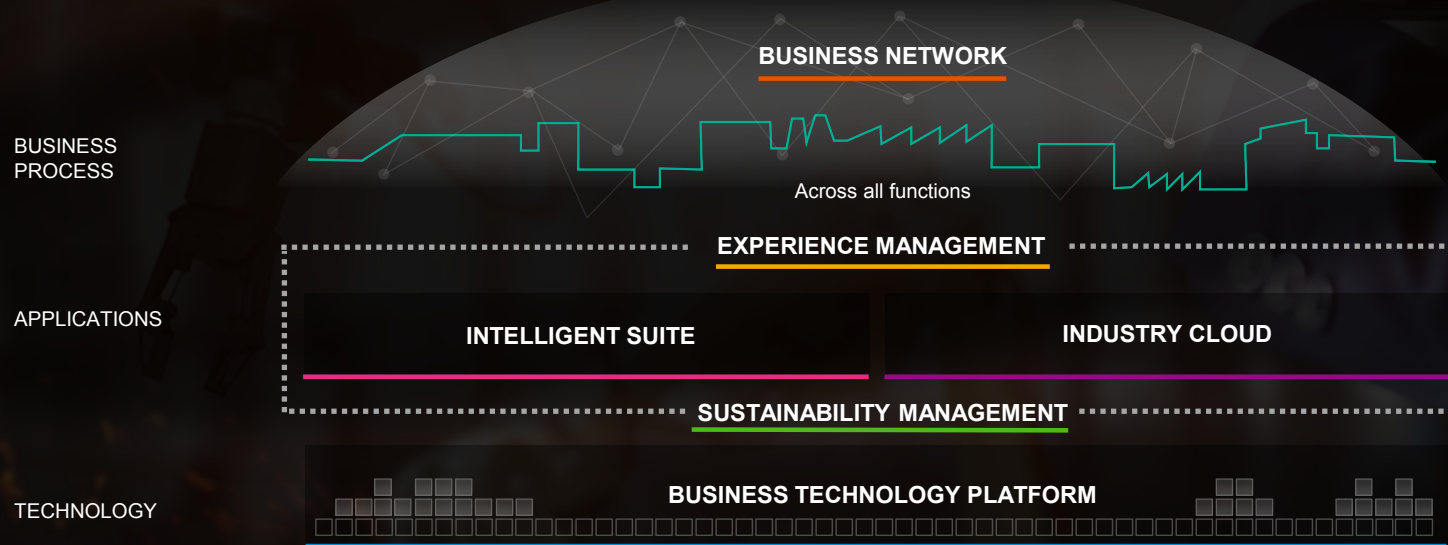 BUSINESS NETWORK
BUSINESS
PROCESS
Across all functions
EXPERIENCE MANAGEMENT
APPLICATIONS
INTELLIGENT SUITE
INDUSTRY CLOUD
SUSTAINABILITY MANAGEMENT
TECHNOLOGY
BUSINESS TECHNOLOGY PLATFORM